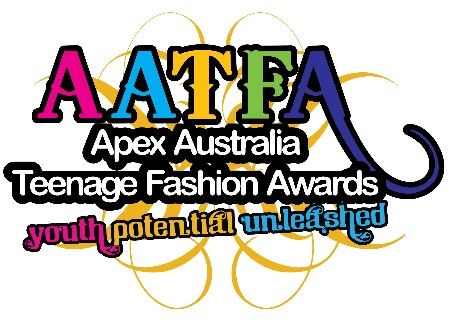 AATFA
Apex Australia
Teenage Fashion Awards
youth potential unleashed